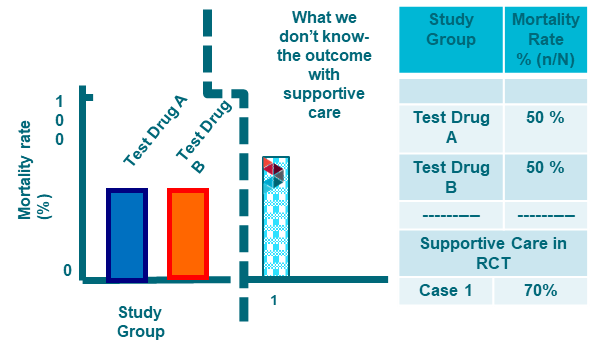 What we
don't know-
the outcome
with
supportive
care
Mortality rate
(%)
1
0
0
0
Test Drug A
Test Drug
B
Study
Group
1
Study
Group
Mortality
Rate
% (n/N)
Test Drug
A
50 %
Test Drug
B
50 %
----------
----------
Supportive Care in
RCT
Case 1
70%